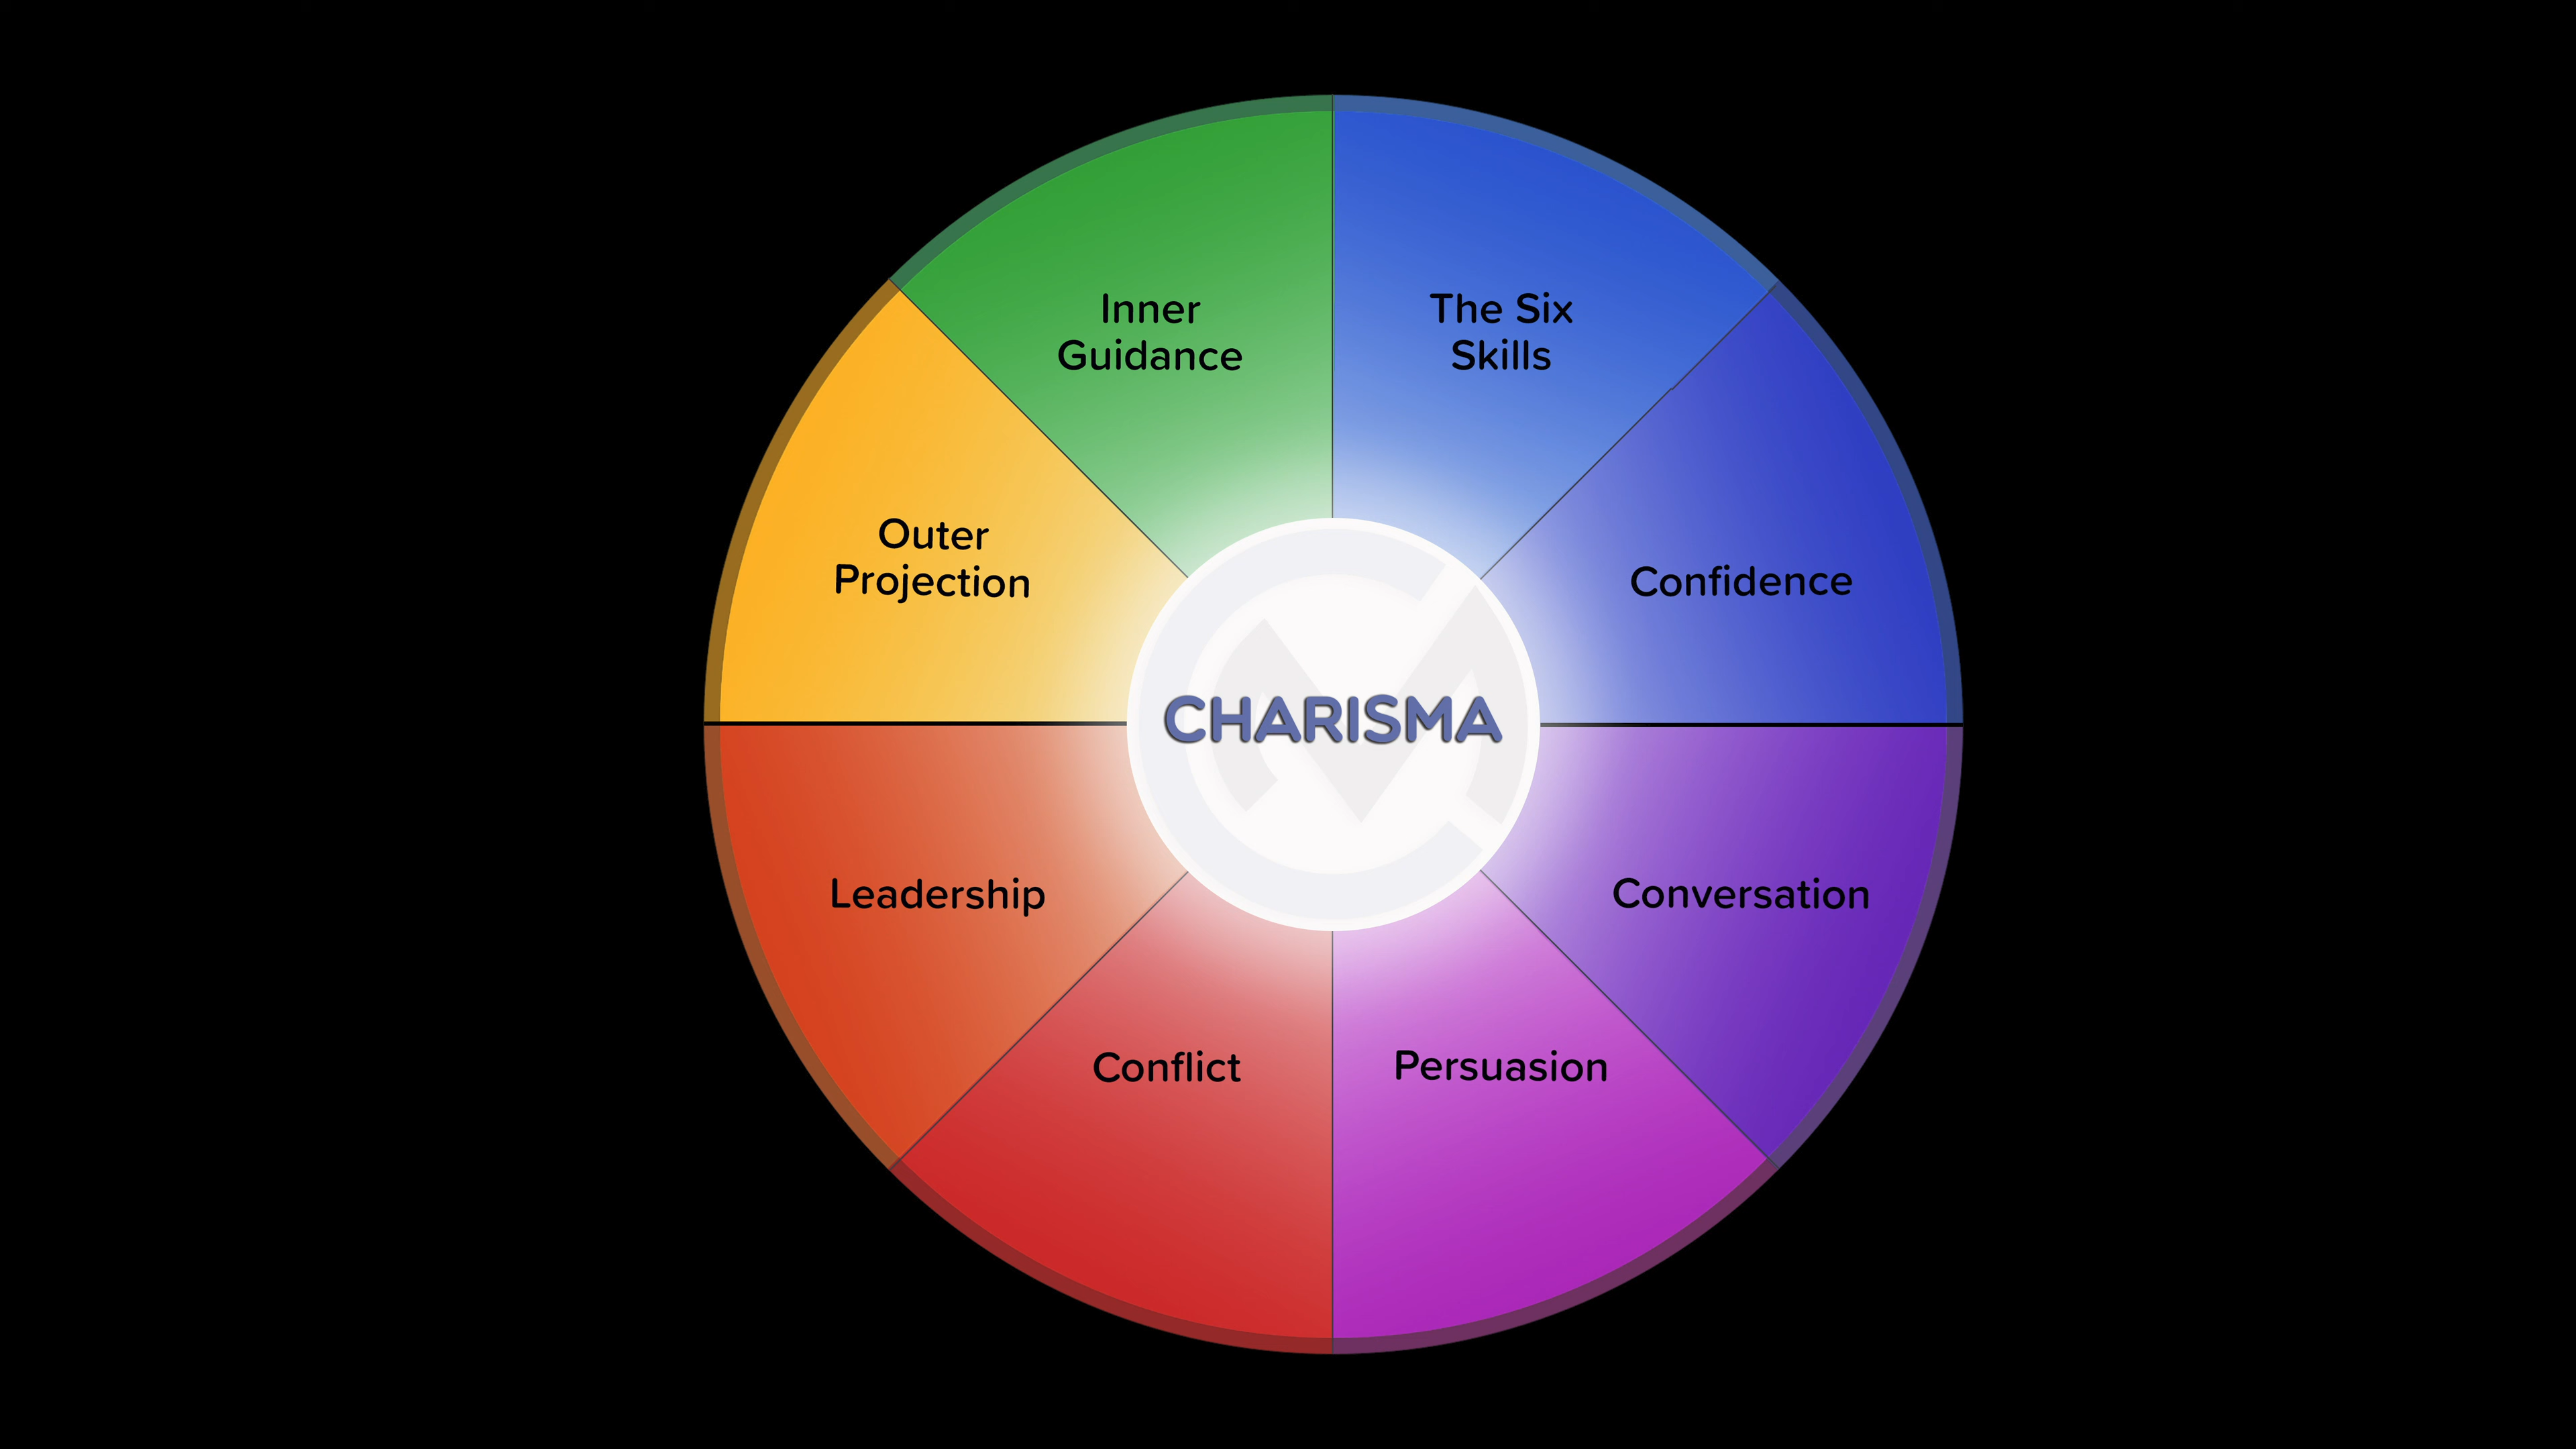 Inner
Guidance
The Six
Skills
Outer
Projection
Confidence
CHARISMA
Leadership
Conversation
Conflict
Persuasion